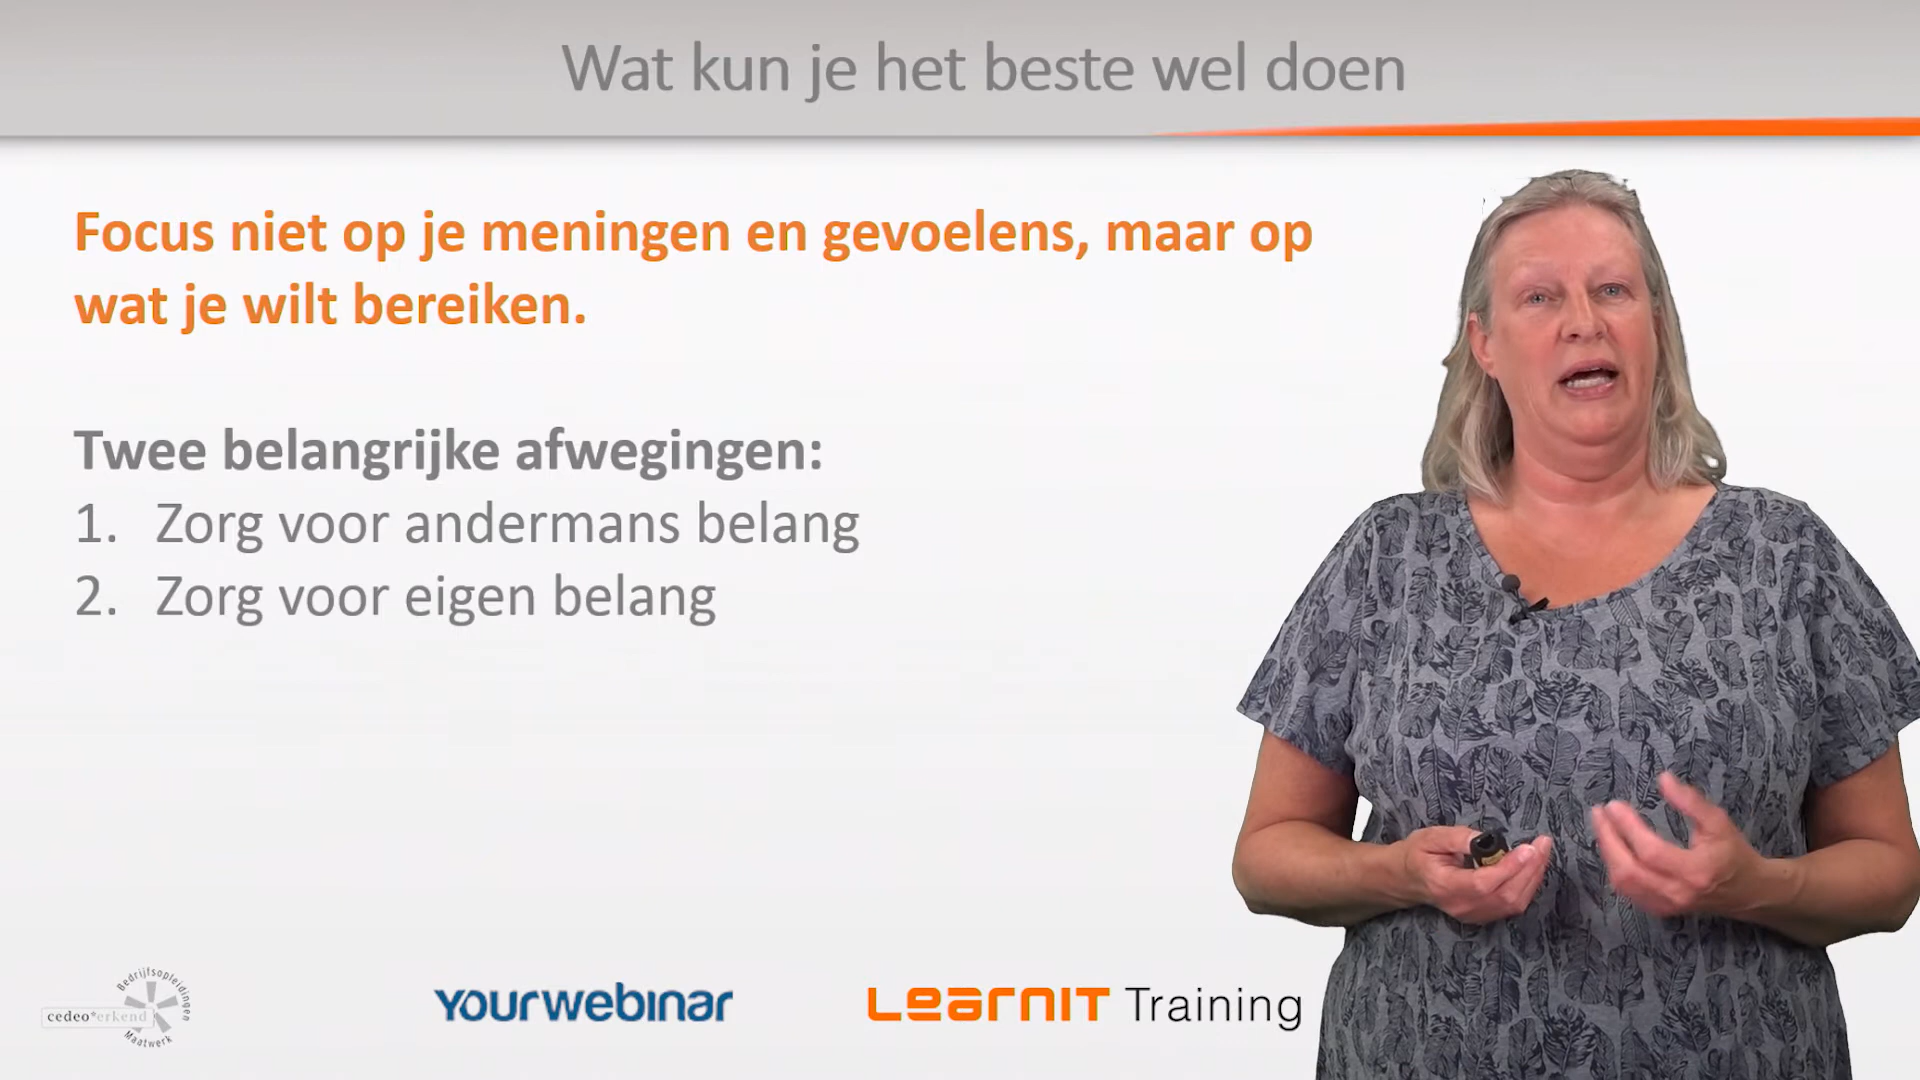 Wat kun je het beste wel doen
Focus niet op je meningen en gevoelens, maar op
wat je wilt bereiken.
Twee belangrijke afwegingen:
1. Zorg voor andermans belang
2. Zorg voor eigen belang
Bedrijfsopleidingen
cedeo*erkend
Maatwerk
YOURWEBINAR
LEARNIT Training